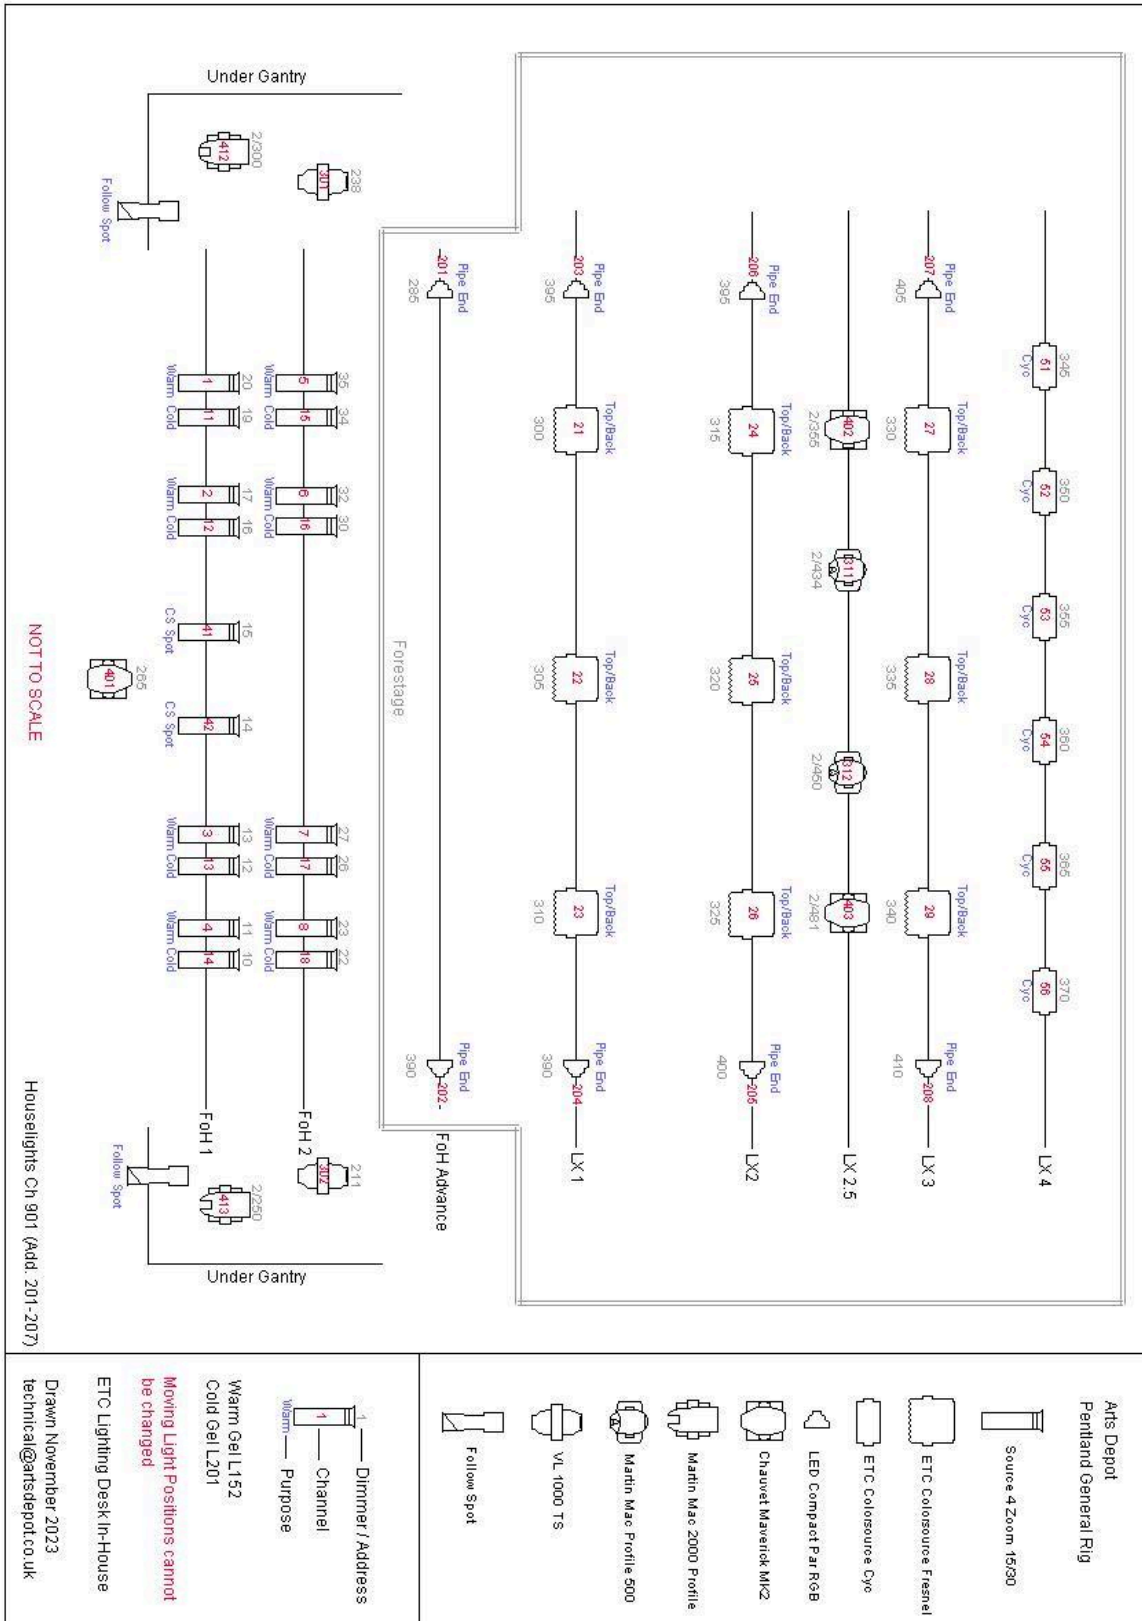 345 350 355 360 365 370
51 52 53 54 55 56
Cyc Cyc Cyc Cyc Cyc Cyc
LX 4
Pipe End Top/Back Top/Back Top/Back Pipe End
207 27 28 29 208
405 330 335 340 410
LX 3
402 311 312 403
2/355 2/434 2/450 2/481
LX 2.5
Pipe End Top/Back Top/Back Top/Back Pipe End
206 24 25 26 205
395 315 320 325 400
LX2
Pipe End Top/Back Top/Back Top/Back Pipe End
203 21 22 23 204
395 300 305 310 390
LX 1
Pipe End Pipe End
201 202
285 390
FoH Advance
Forestage
238 211
301 302
35 34 32 30 27 26 23 22
5 15 6 16 7 17 8 18
Warm Cold Warm Cold Warm Cold Warm Cold
FoH 2
2/300 2/250
412 413
20 19 17 16 15 14 13 12 11 10
1 11 2 12 41 42 3 13 4 14
Warm Cold Warm Cold CS Spot CS Spot Warm Cold Warm Cold
FoH 1
Under Gantry
Under Gantry
Follow Spot
Follow Spot
265
401
NOT TO SCALE
Houselights Ch 901 (Add. 201-207)
Arts Depot
Pentland General Rig
Source 4 Zoom 15/30
ETC Colorsource Fresnel
ETC Colorsource Cyc
LED Compact Par RGB
Chauvet Maverick MK2
Martin Mac 2000 Profile
Martin Mac Profile 500
VL 1000 TS
Follow Spot
1 Dimmer / Address
1 Channel
Warm Purpose
Warm Gel L152
Cold Gel L201
Moving Light Positions cannot
be changed
ETC Lighting Desk In-House
Drawn November 2023
technical@artsdepot.co.uk